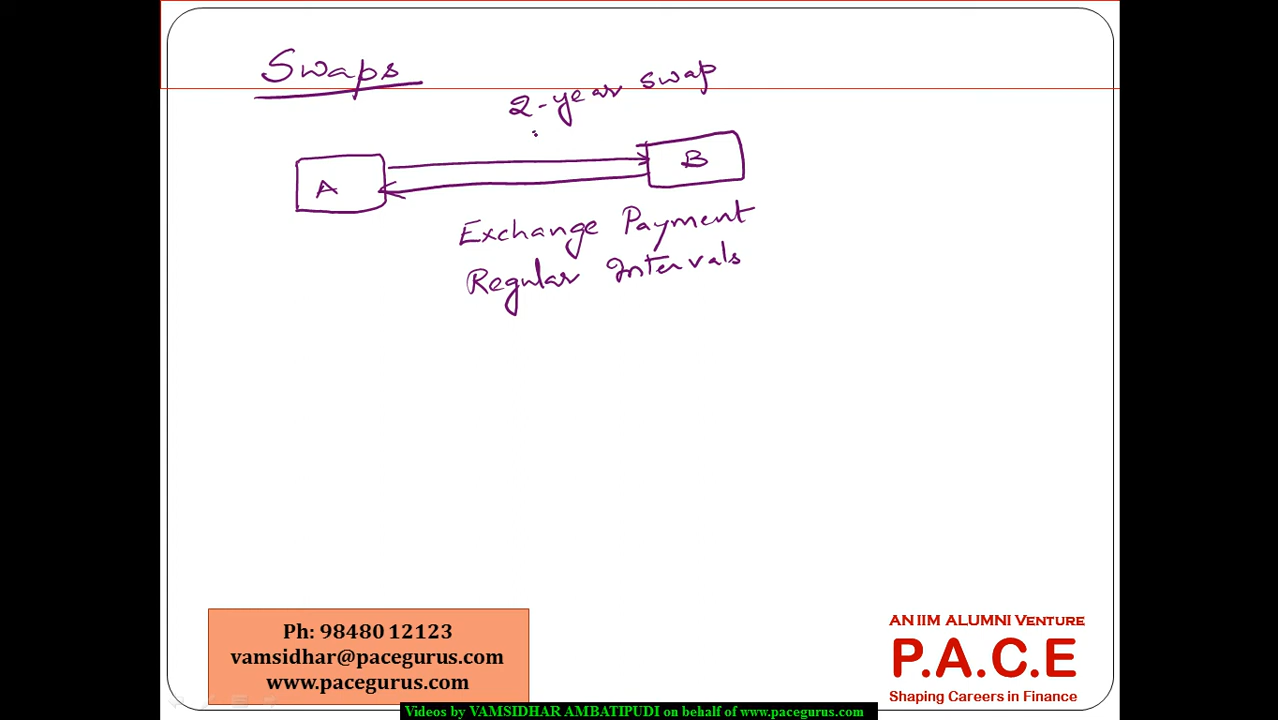 Swaps
2-year swap
A
B
Exchange Payment
Regular Intervals
Ph: 98480 12123
vamsidhar@pacegurus.com
www.pacegurus.com
AN IIM ALUMNI VENTURE
P.A.C.E
Shaping Careers in Finance
Videos by VAMSIDHAR AMBATIPUDI on behalf of www.pacegurus.com